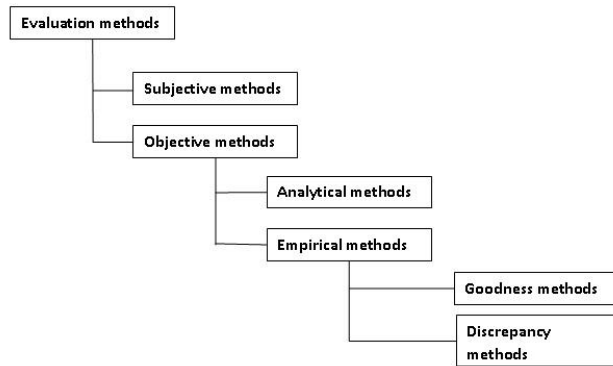 Evaluation methods
Subjective methods
Objective methods
Analytical methods
Empirical methods
Goodness methods
Discrepancy
methods